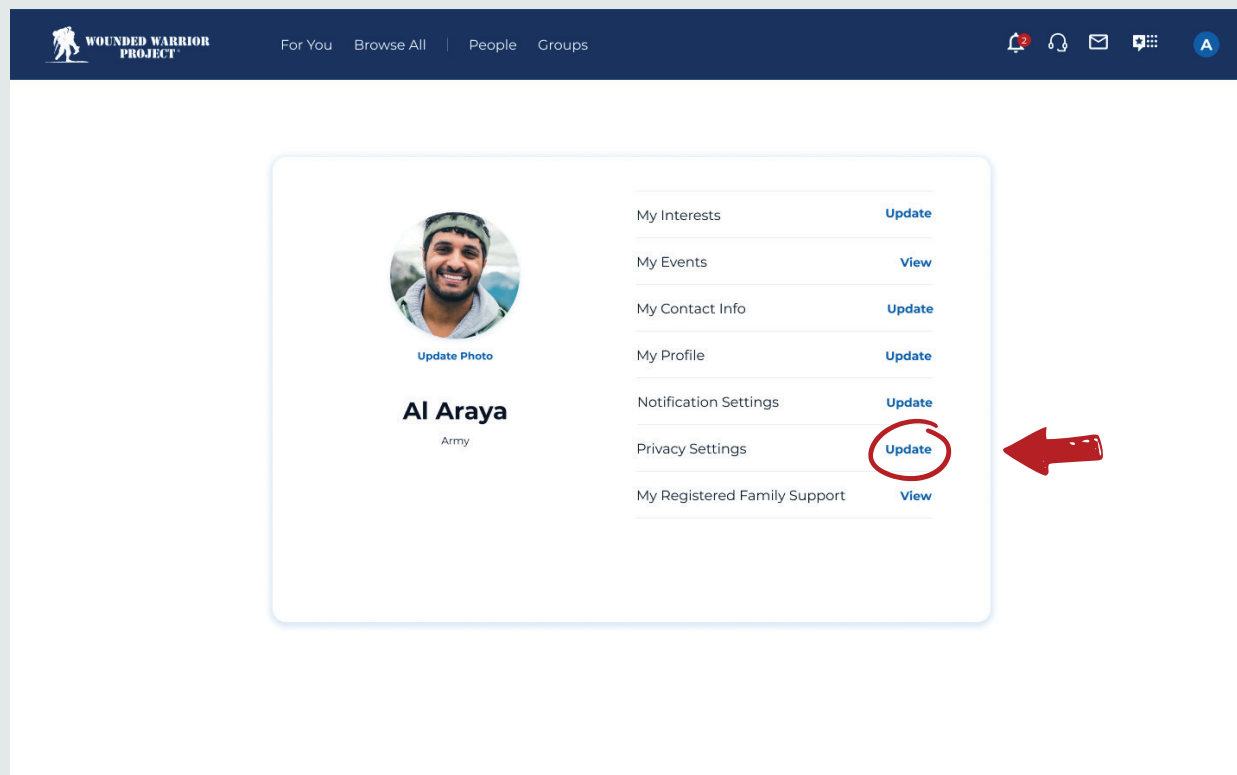 WOUNDED WARRIOR
PROJECT®
For You Browse All People Groups
2
A
My Interests Update
My Events View
My Contact Info Update
Update Photo
My Profile Update
Al Araya
Notification Settings Update
Army
Privacy Settings Update
My Registered Family Support View